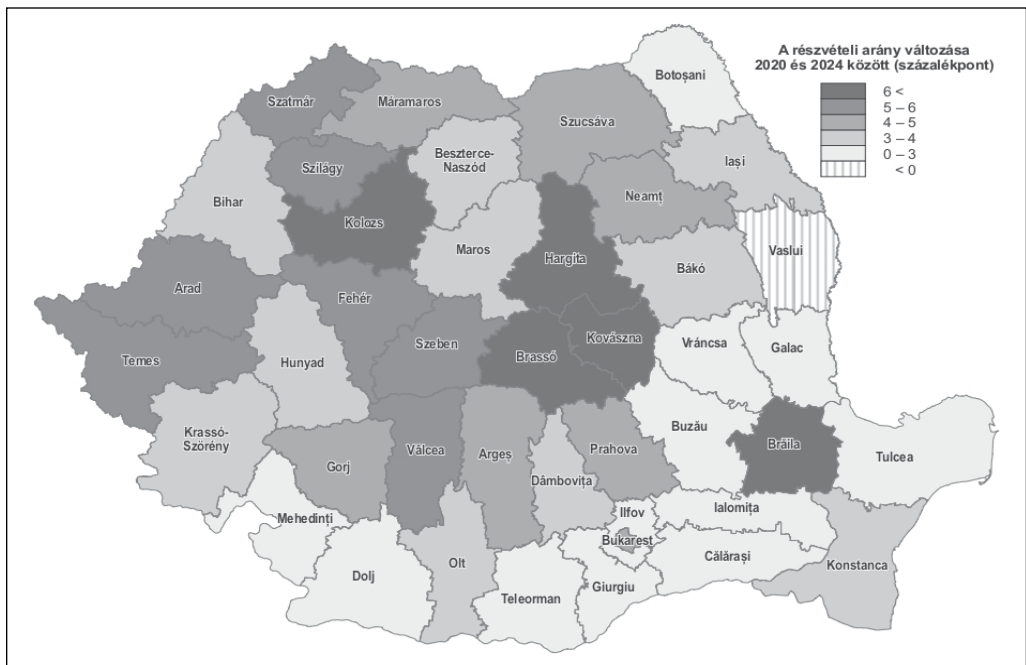 A részvételi arány változása
2020 és 2024 között (százalékpont)
6 <
5 – 6
4 – 5
3 – 4
0 – 3
< 0
Botoșani
Szatmár
Máramaros
Szucsáva
Iași
Szilágy
Beszterce-
Naszód
Neamț
Bihar
Kolozs
Maros
Hargita
Bákó
Vaslui
Arad
Fehér
Szeben
Brassó
Kovászna
Vráncsa
Galac
Temes
Hunyad
Krassó-
Szörény
Gorj
Vâlcea
Argeș
Prahova
Buzău
Brăila
Tulcea
Dâmbovița
Mehedinți
Ilfov
Ialomița
Bukarest
Călărași
Konstanca
Dolj
Olt
Teleorman
Giurgiu